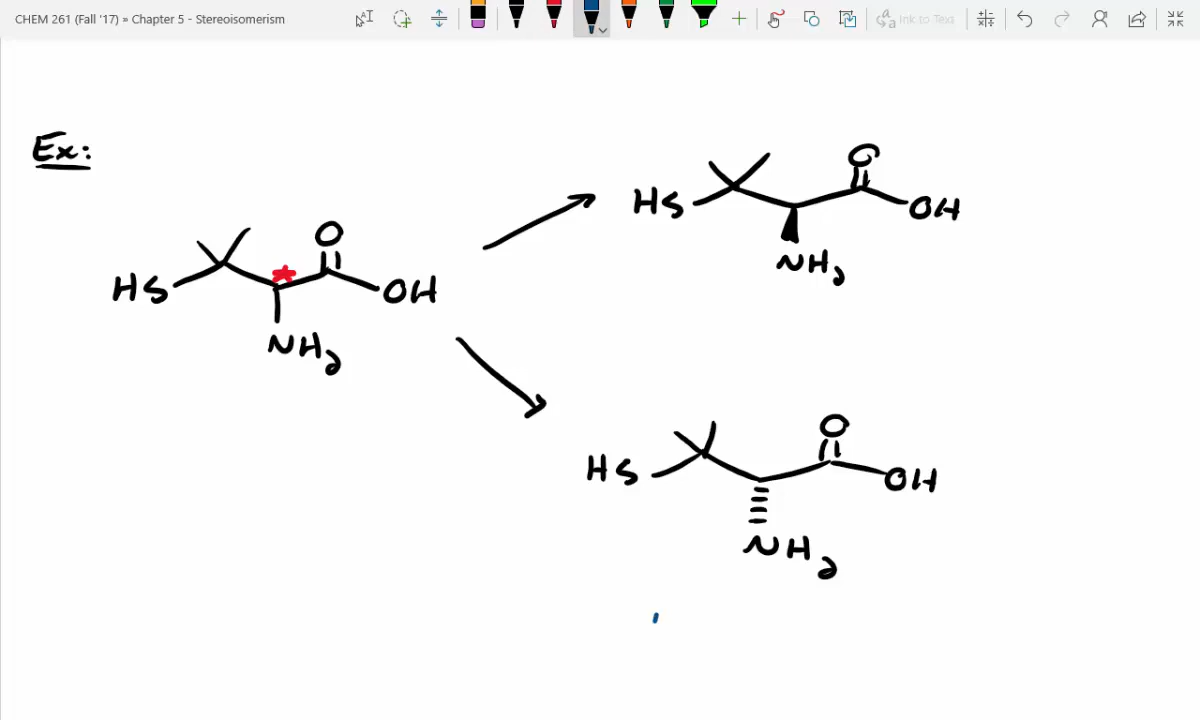 CHEM 261 (Fall '17) » Chapter 5 - Stereoisomerism
Ink to Text
Ex:
O
HS
OH
NH2
O
HS
OH
NH2
O
HS
OH
NH2